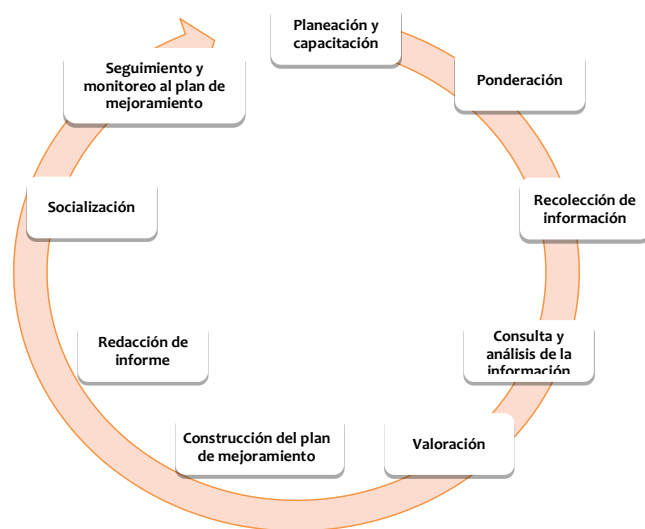 Planeación y
capacitación
Ponderación
Recolección de
información
Consulta y
análisis de la
información
Valoración
Construcción del plan
de mejoramiento
Redacción de
informe
Socialización
Seguimiento y
monitoreo al plan de
mejoramiento